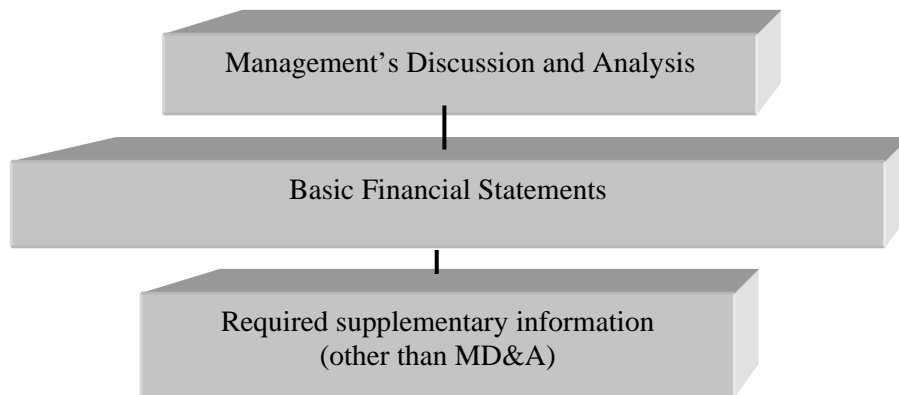 Management’s Discussion and Analysis
Basic Financial Statements
Required supplementary information
(other than MD&A)